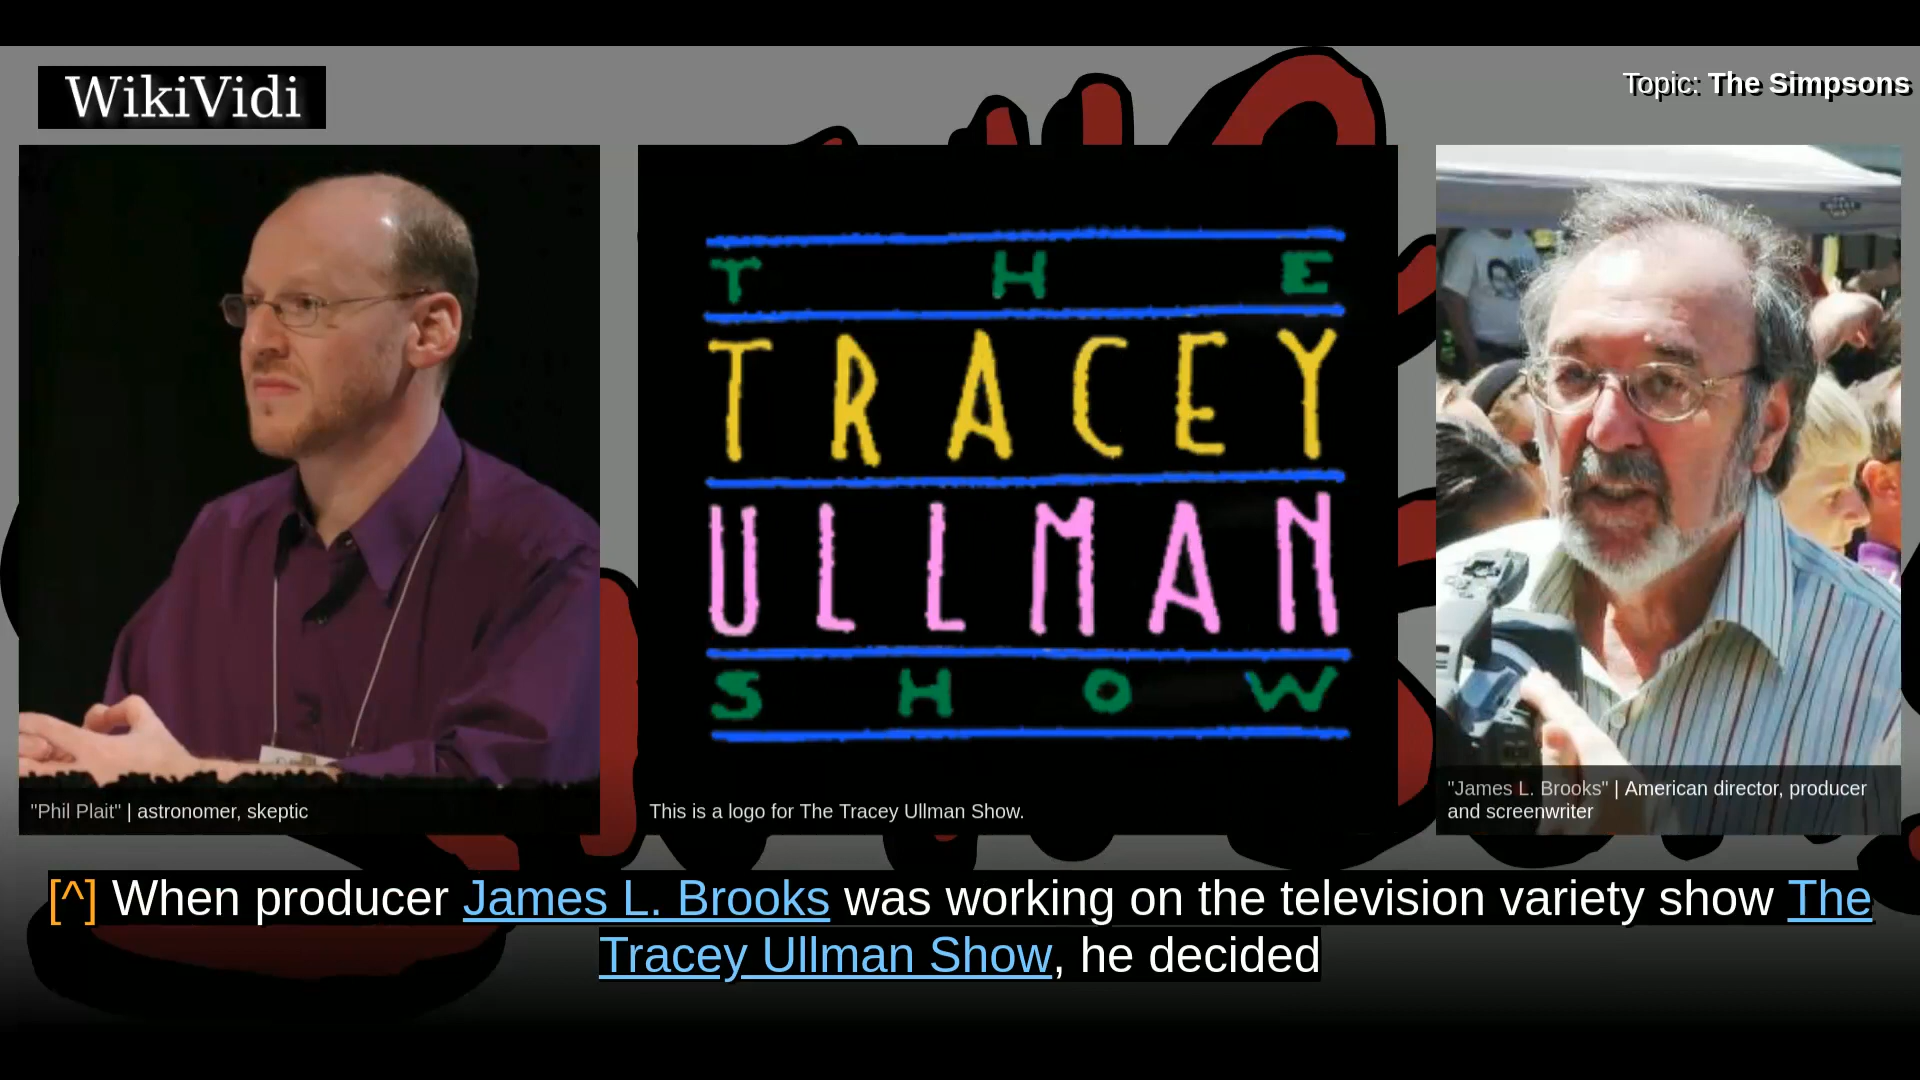 WikiVidi
Topic: The Simpsons
THE
TRACEY
ULLMAN
SHOW
"Phil Plait" | astronomer, skeptic
This is a logo for The Tracey Ullman Show.
"James L. Brooks" | American director, producer
and screenwriter
[^] When producer James L. Brooks was working on the television variety show The
Tracey Ullman Show, he decided